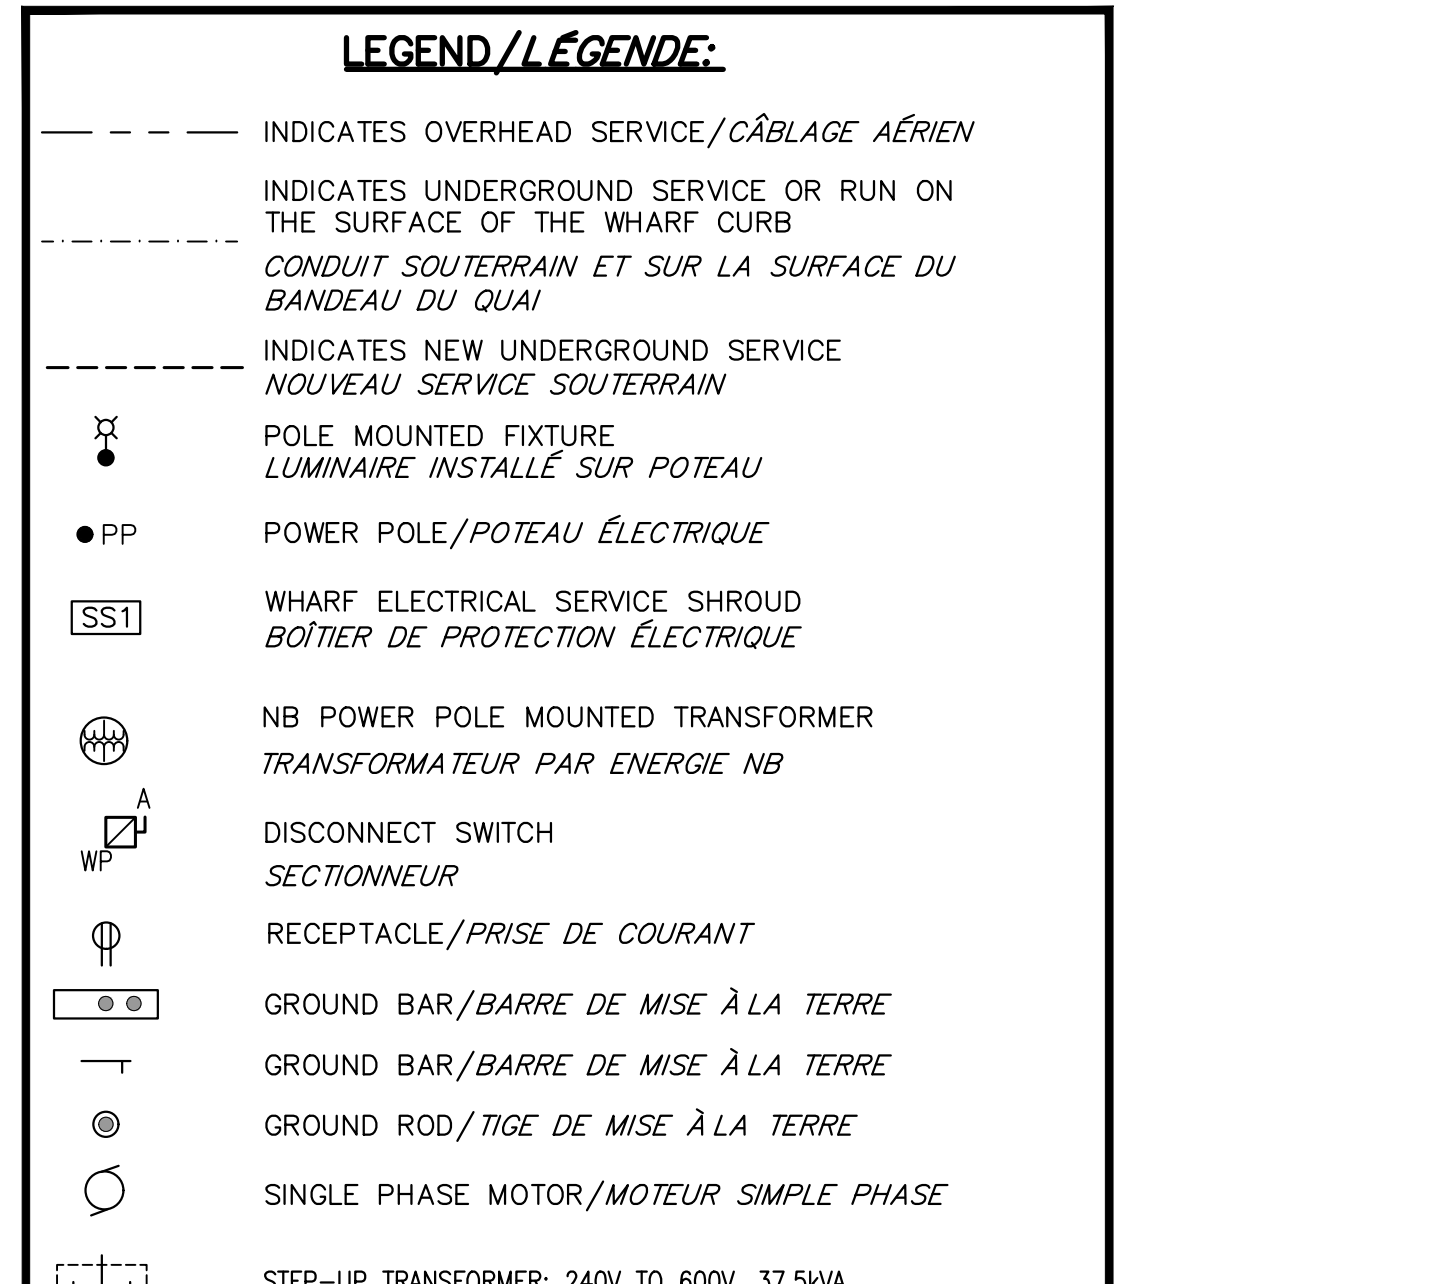 LEGEND/LÉGENDE:
INDICATES OVERHEAD SERVICE/CÂBLAGE AÉRIEN
INDICATES UNDERGROUND SERVICE OR RUN ON
THE SURFACE OF THE WHARF CURB
CONDUIT SOUTERRAIN ET SUR LA SURFACE DU
BANDEAU DU QUAI
INDICATES NEW UNDERGROUND SERVICE
NOUVEAU SERVICE SOUTERRAIN
POLE MOUNTED FIXTURE
LUMINAIRE INSTALLÉ SUR POTEAU
PP POWER POLE/POTEAU ÉLECTRIQUE
WHARF ELECTRICAL SERVICE SHROUD
SS1
BOÎTIER DE PROTECTION ÉLECTRIQUE
NB POWER POLE MOUNTED TRANSFORMER
TRANSFORMATEUR PAR ENERGIE NB
A
DISCONNECT SWITCH
WP
SECTIONNEUR
RECEPTACLE/PRISE DE COURANT
GROUND BAR/BARRE DE MISE À LA TERRE
GROUND BAR/BARRE DE MISE À LA TERRE
GROUND ROD/TIGE DE MISE À LA TERRE
SINGLE PHASE MOTOR/MOTEUR SIMPLE PHASE
STEP-UP TRANSFORMER: 240V TO 600V, 37.5kVA